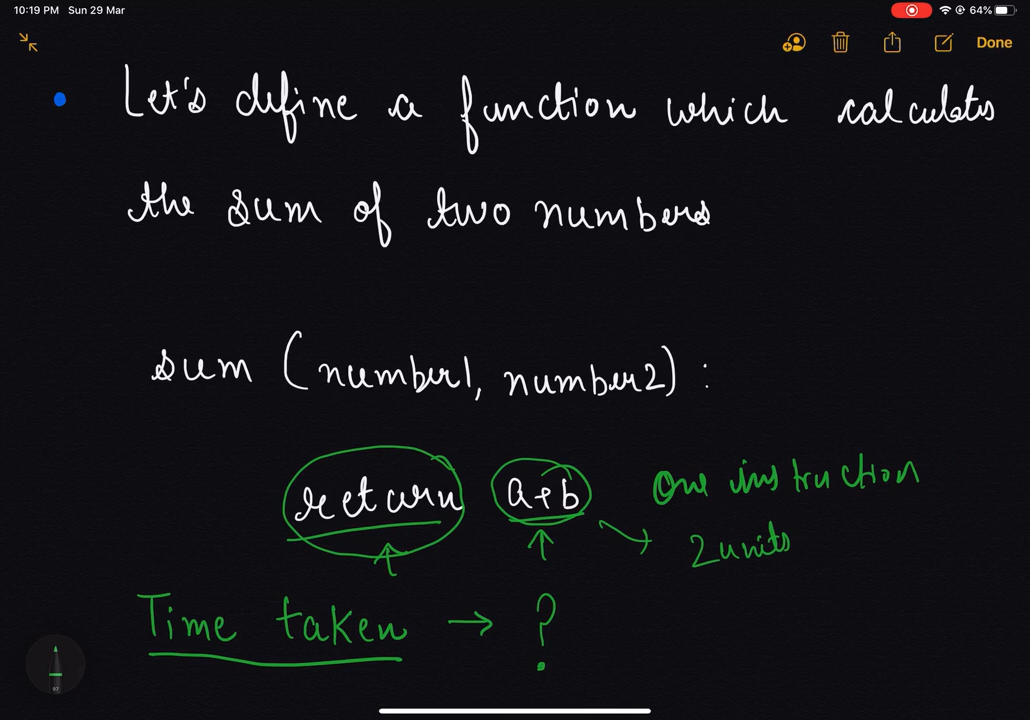 10:19 PM Sun 29 Mar
64%
Done
Let's define a function which calculates
the sum of two numbers
sum (number1, number2) :
return a+b One instruction
2 units
Time taken → ?
97